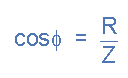 cosϕ = R/Z